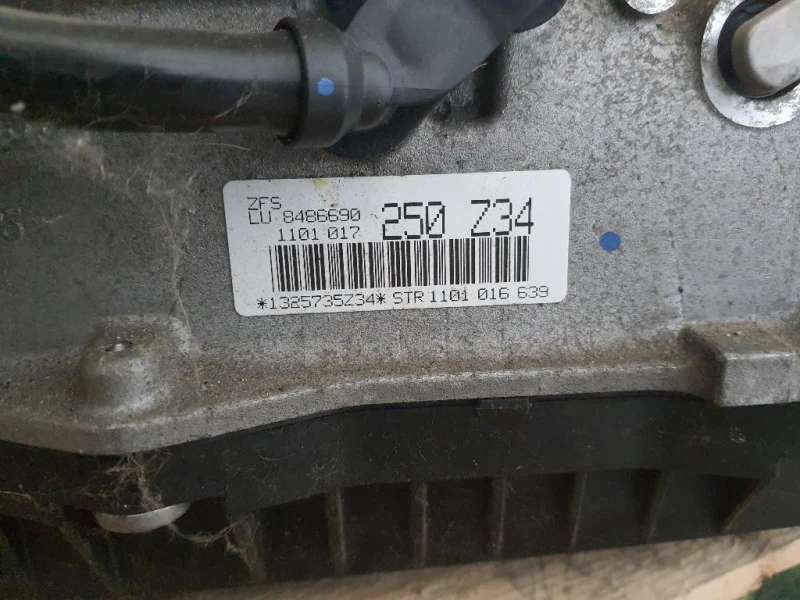 ZFS
LU 8486690 250 Z34
1101 017
*1325735Z34* STR 1101 016 639